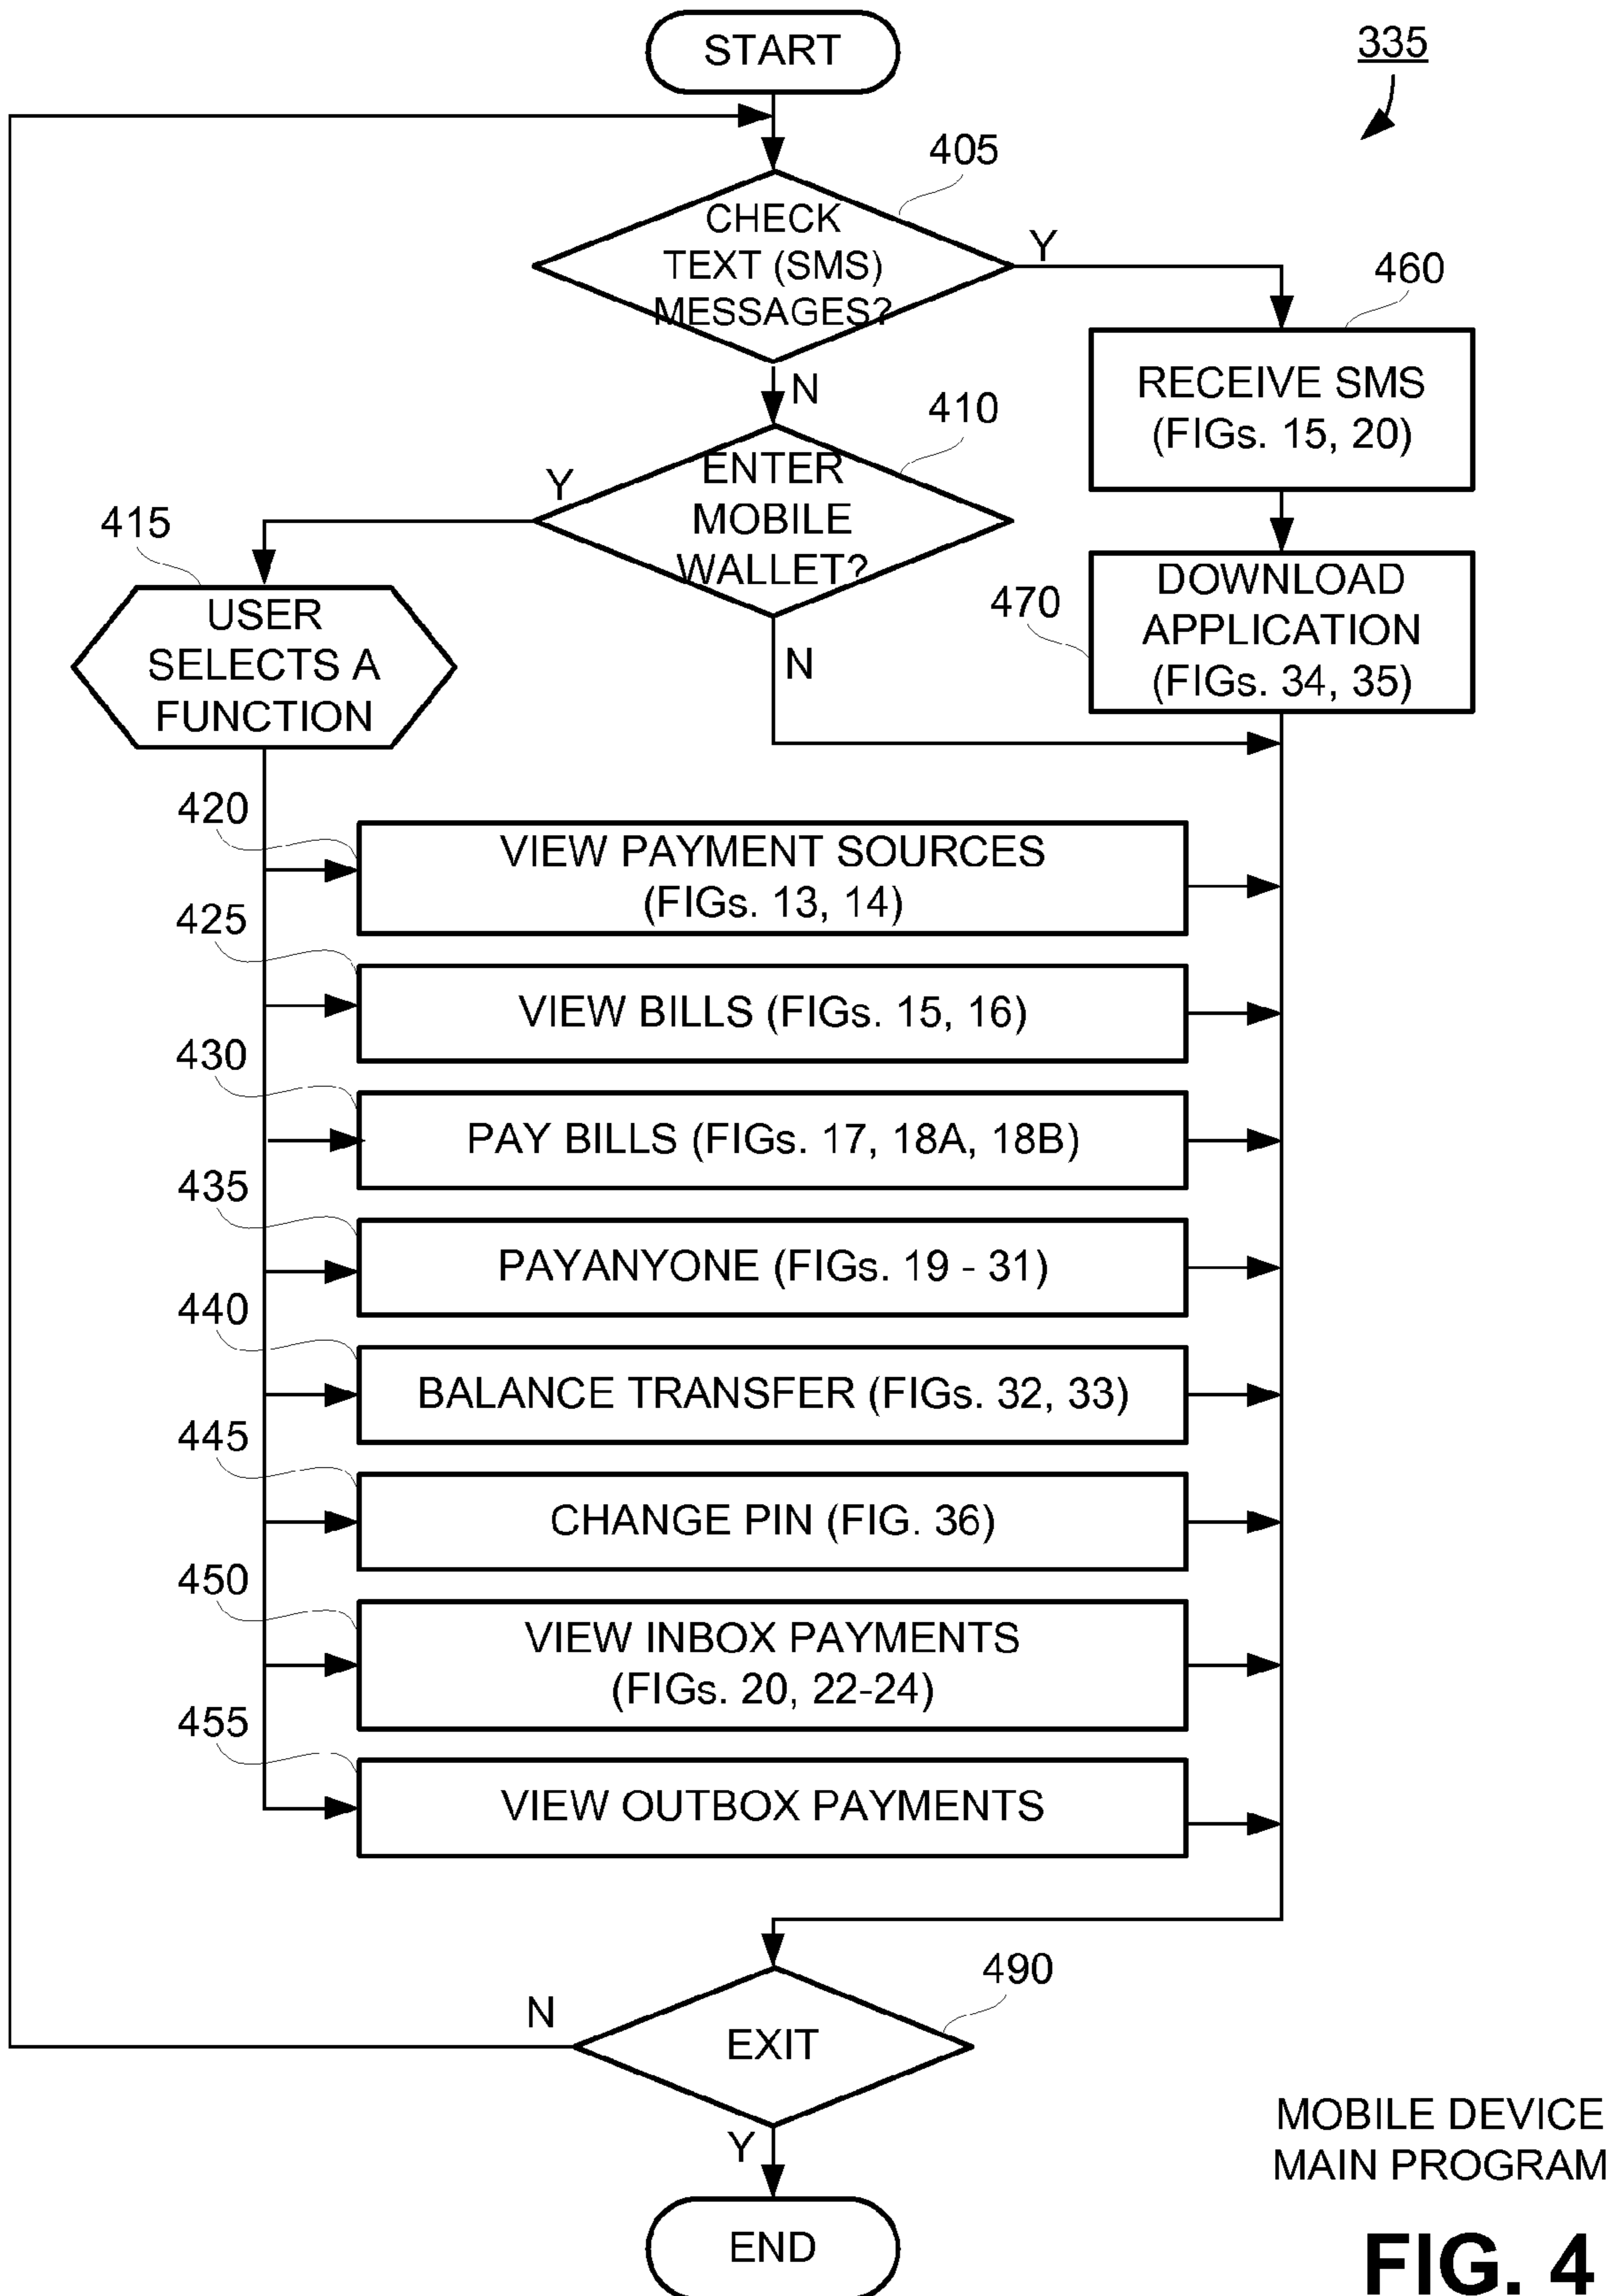 START
335
405
CHECK
TEXT (SMS)
MESSAGES?
Y
460
RECEIVE SMS
(FIGs. 15, 20)
N
410
ENTER
MOBILE
WALLET?
Y
415
USER
SELECTS A
FUNCTION
470
DOWNLOAD
APPLICATION
(FIGs. 34, 35)
N
420
VIEW PAYMENT SOURCES
(FIGs. 13, 14)
425
VIEW BILLS (FIGs. 15, 16)
430
PAY BILLS (FIGs. 17, 18A, 18B)
435
PAYANYONE (FIGs. 19 - 31)
440
BALANCE TRANSFER (FIGs. 32, 33)
445
CHANGE PIN (FIG. 36)
450
VIEW INBOX PAYMENTS
(FIGs. 20, 22-24)
455
VIEW OUTBOX PAYMENTS
490
N
EXIT
Y
END
MOBILE DEVICE
MAIN PROGRAM
FIG. 4